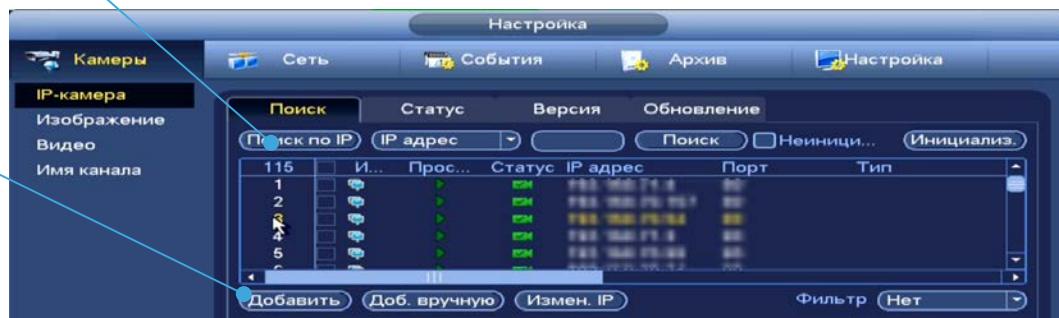 Настройка
Камеры Сеть События Архив Настройка
IP-камера
Изображение
Видео
Имя канала
Поиск Статус Версия Обновление
Поиск по IP IP адрес Поиск Неиници... Инициализ.
115 И... Прос... Статус IP адрес Порт Тип
1
2
3
4
5
Добавить Доб. вручную Измен. IP Фильтр Нет